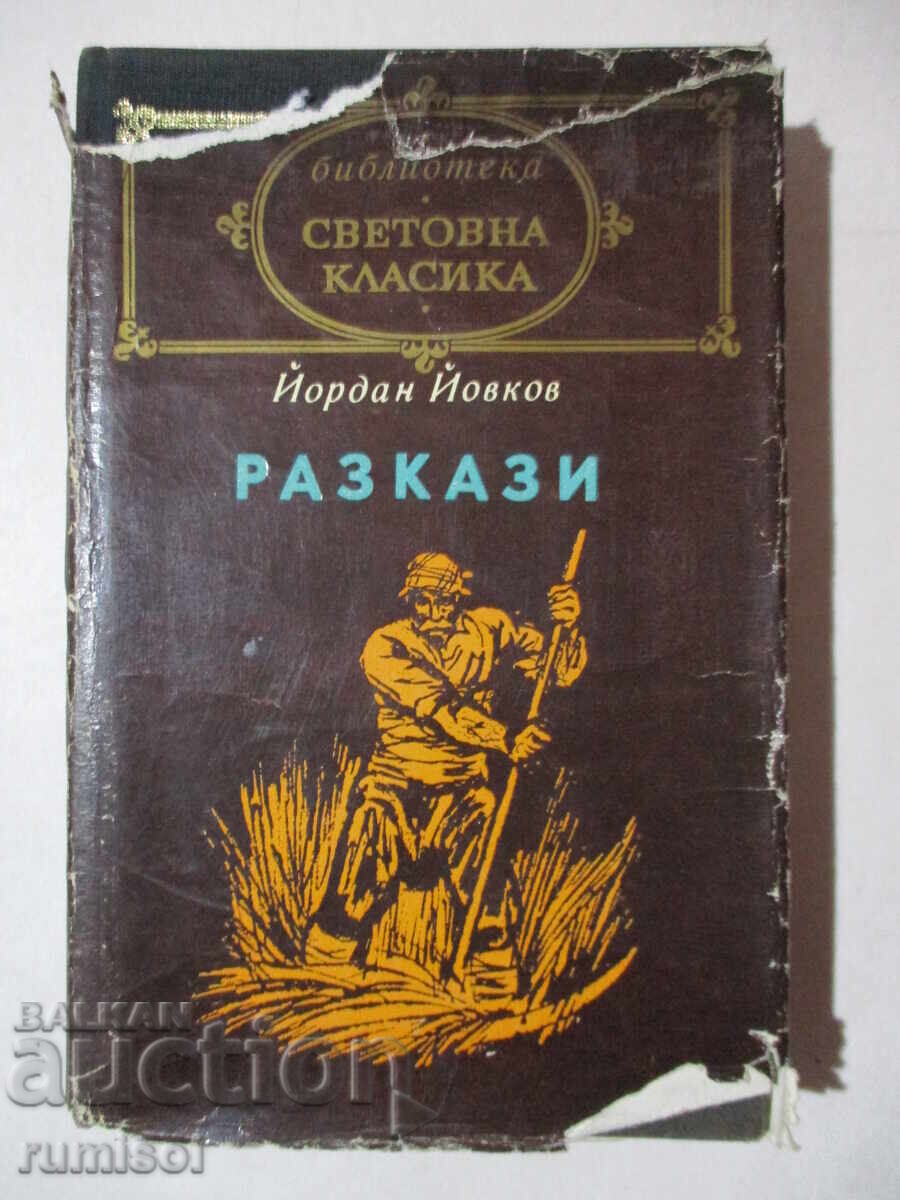 библиотека
СВЕТОВНА
КЛАСИКА
Йордан Йовков
РАЗКАЗИ
BALKAN
auction
rumisol